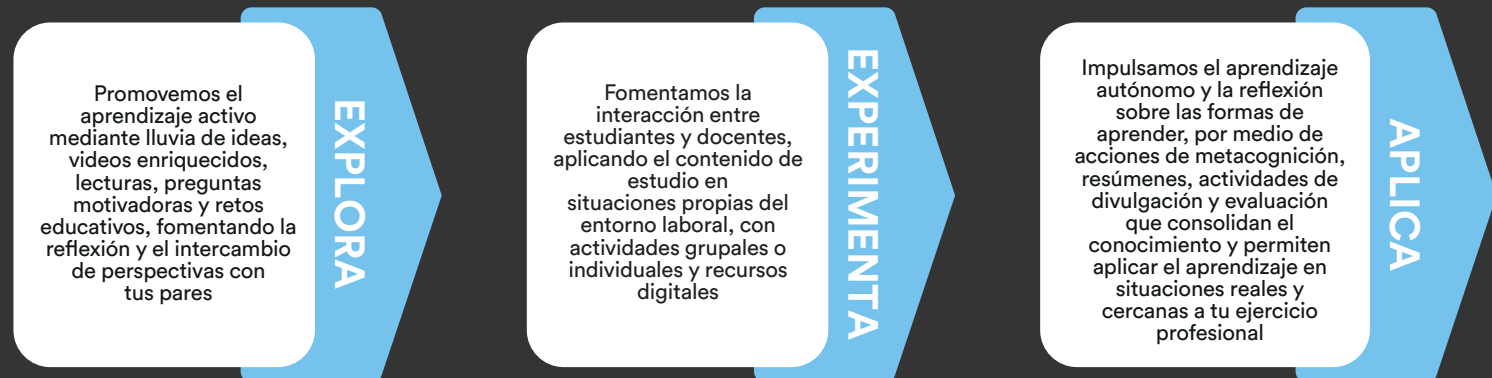 Promovemos el
aprendizaje activo
mediante lluvia de ideas,
videos enriquecidos,
lecturas, preguntas
motivadoras y retos
educativos, fomentando la
reflexión y el intercambio
de perspectivas con
tus pares
EXPLORA
Fomentamos la
interacción entre
estudiantes y docentes,
aplicando el contenido de
estudio en
situaciones propias del
entorno laboral, con
actividades grupales o
individuales y recursos
digitales
EXPERIMENTA
Impulsamos el aprendizaje
autónomo y la reflexión
sobre las formas de
aprender, por medio de
acciones de metacognición,
resúmenes, actividades de
divulgación y evaluación
que consolidan el
conocimiento y permiten
aplicar el aprendizaje en
situaciones reales y
cercanas a tu ejercicio
profesional
APLICA